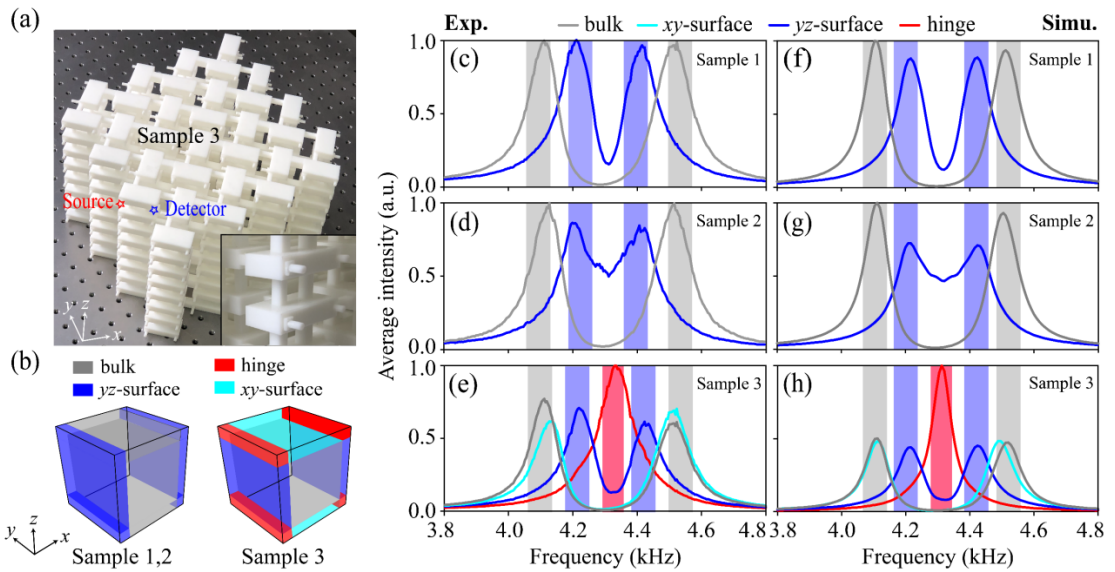 (a)
Sample 3
Source
Detector
y z x
(b)
bulk
hinge
yz-surface
xy-surface
z
y x
Sample 1,2
Sample 3
Exp.
bulk
xy-surface
yz-surface
hinge
Simu.
Average intensity (a.u.)
(c)
Sample 1
1.0
0.5
0.0
(d)
Sample 2
1.0
0.5
0.0
(e)
Sample 3
1.0
0.5
0.0
3.8 4.0 4.2 4.4 4.6 4.8
Frequency (kHz)
(f)
Sample 1
(g)
Sample 2
(h)
Sample 3
3.8 4.0 4.2 4.4 4.6 4.8
Frequency (kHz)